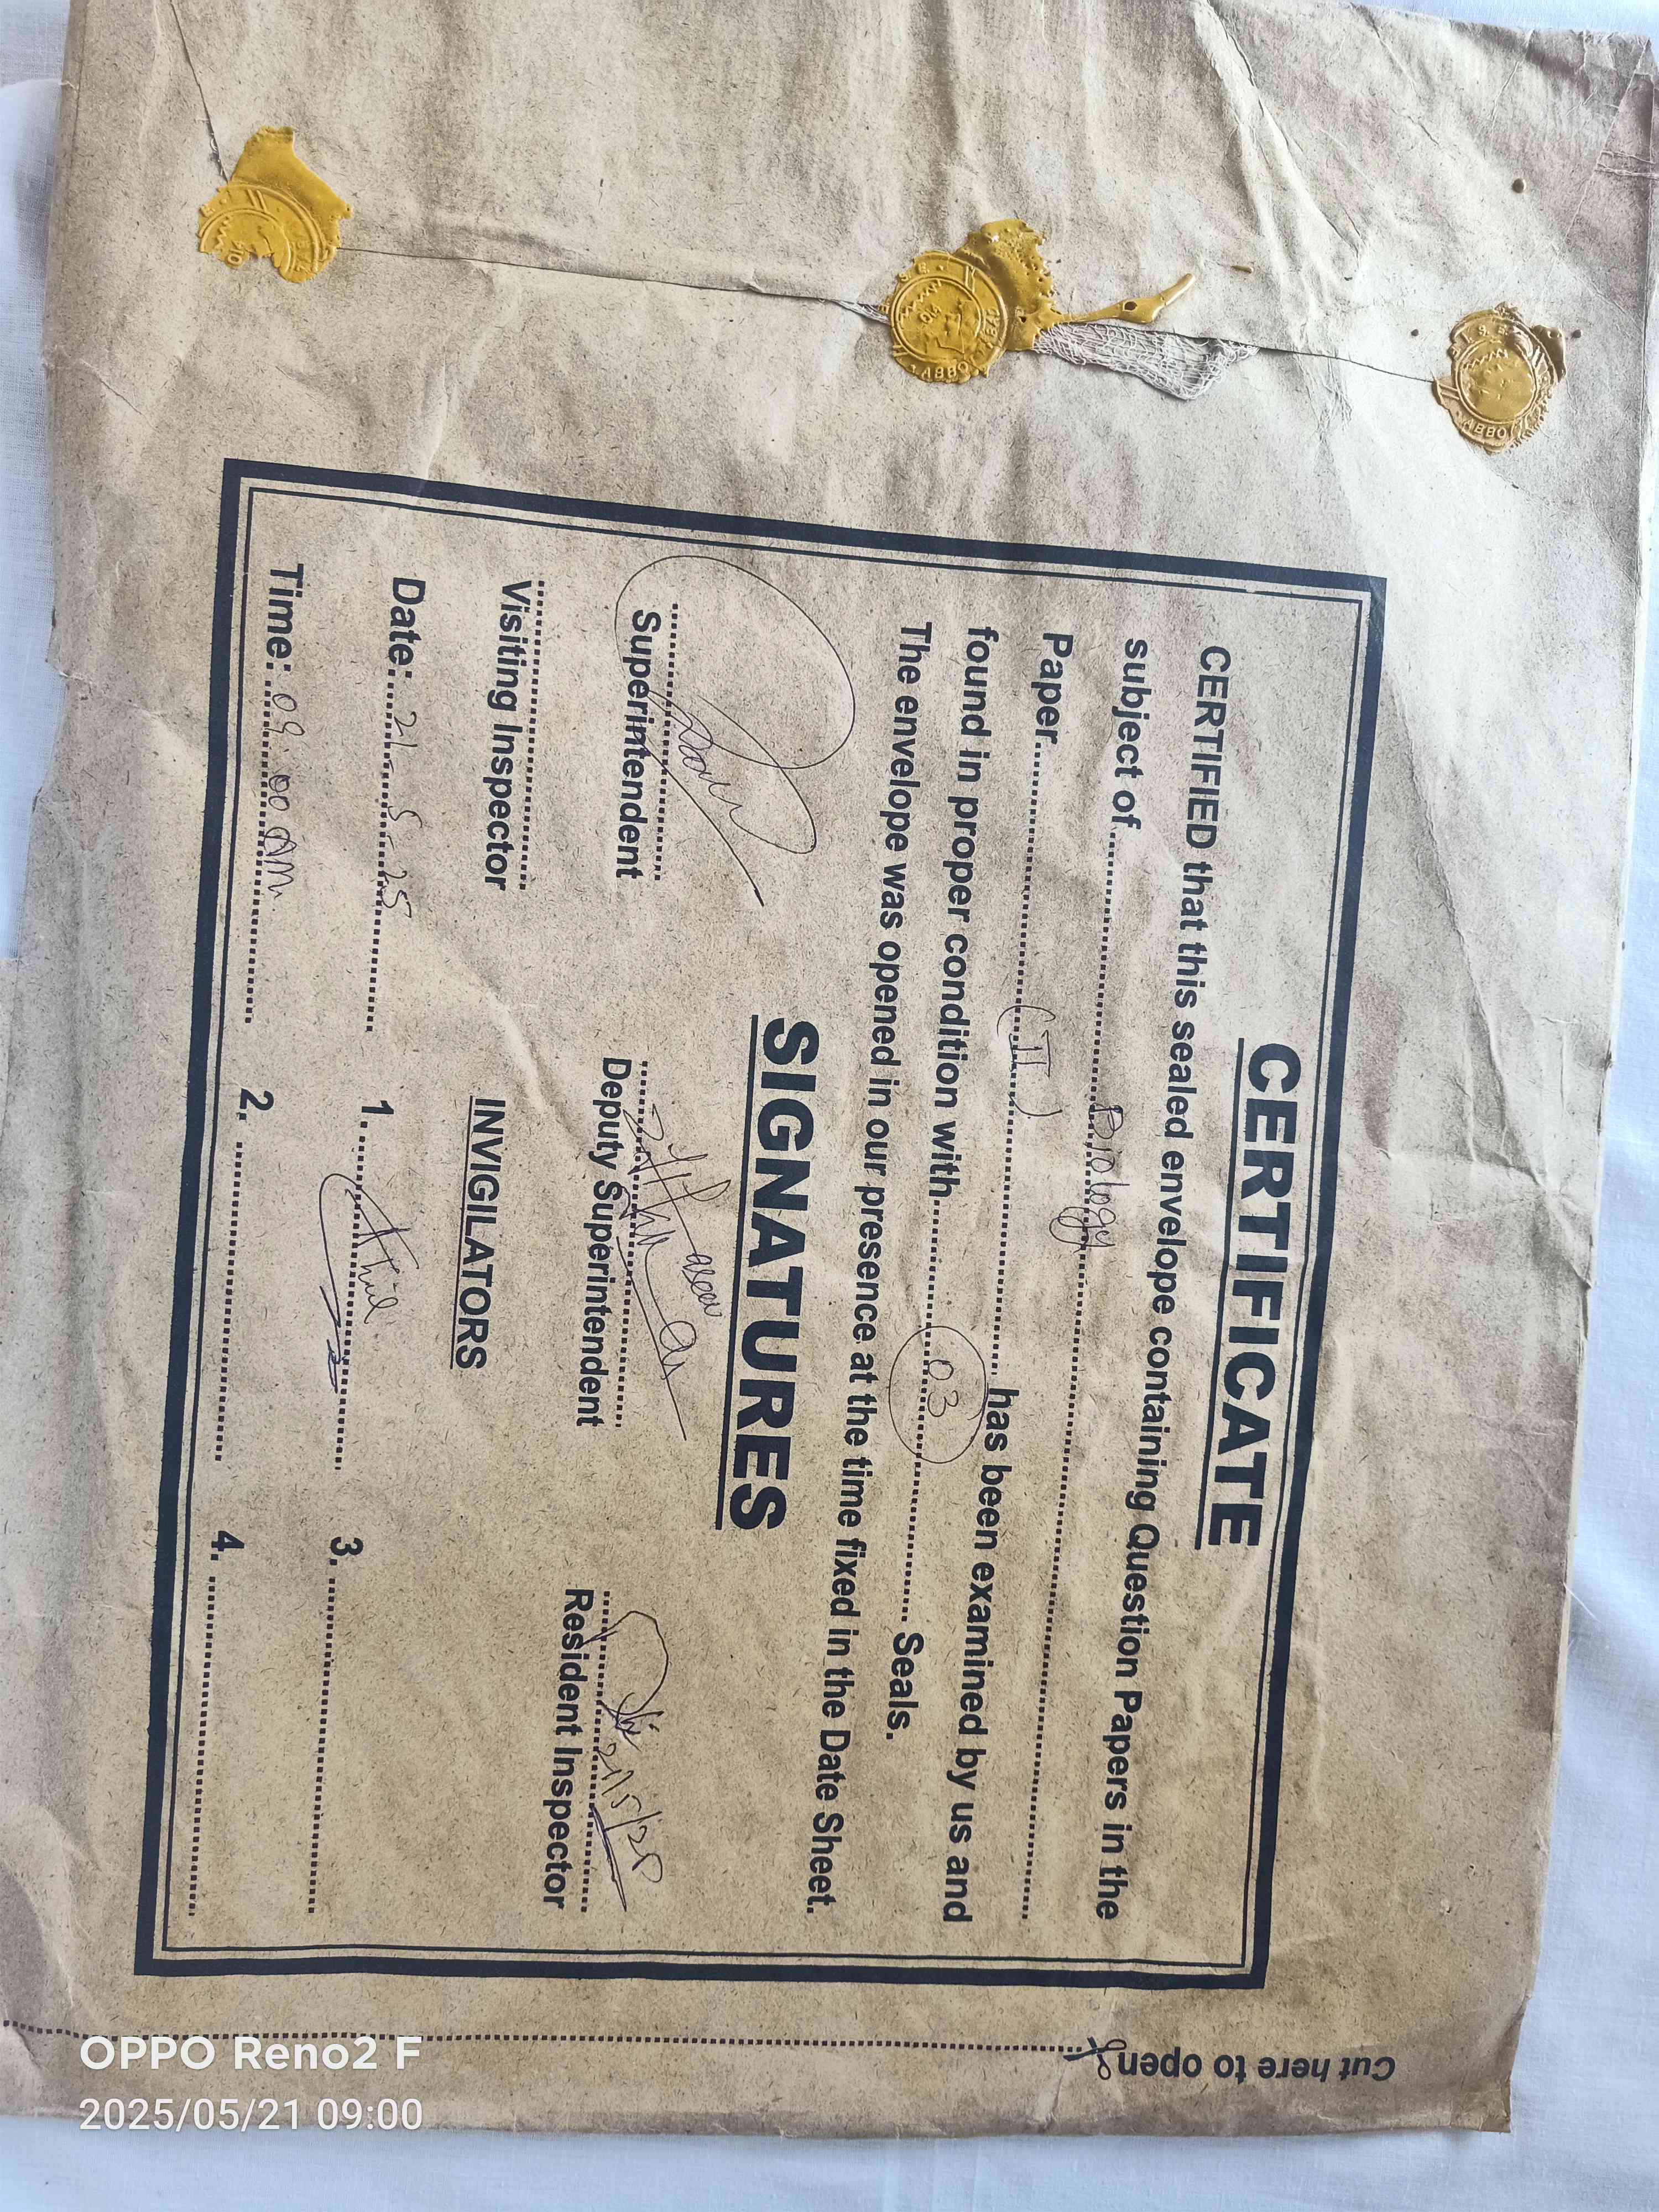 CERTIFICATE
CERTIFIED that this sealed envelope containing Question Papers in the
subject of.......... Biology ..........
Paper.......... (II) .......... has been examined by us and
found in proper condition with.......... 03 .......... Seals.
The envelope was opened in our presence at the time fixed in the Date Sheet.
SIGNATURES
21/5/25
Superintendent Deputy Superintendent Resident Inspector
Visiting Inspector INVIGILATORS
Date: 21-5-25 1. 3.
Time: 09:00 AM. 2. 4.
Cut here to open
OPPO Reno2 F
2025/05/21 09:00